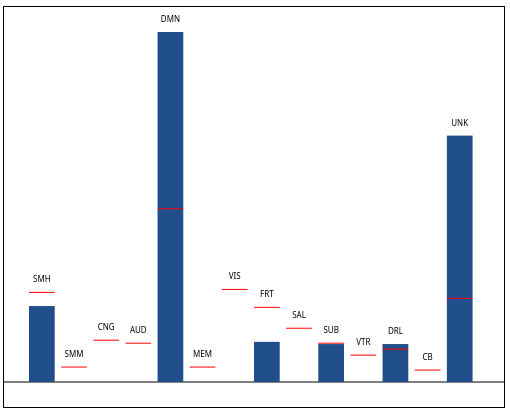 SMH
SMM
CNG
AUD
DMN
MEM
VIS
FRT
SAL
SUB
VTR
DRL
CB
UNK